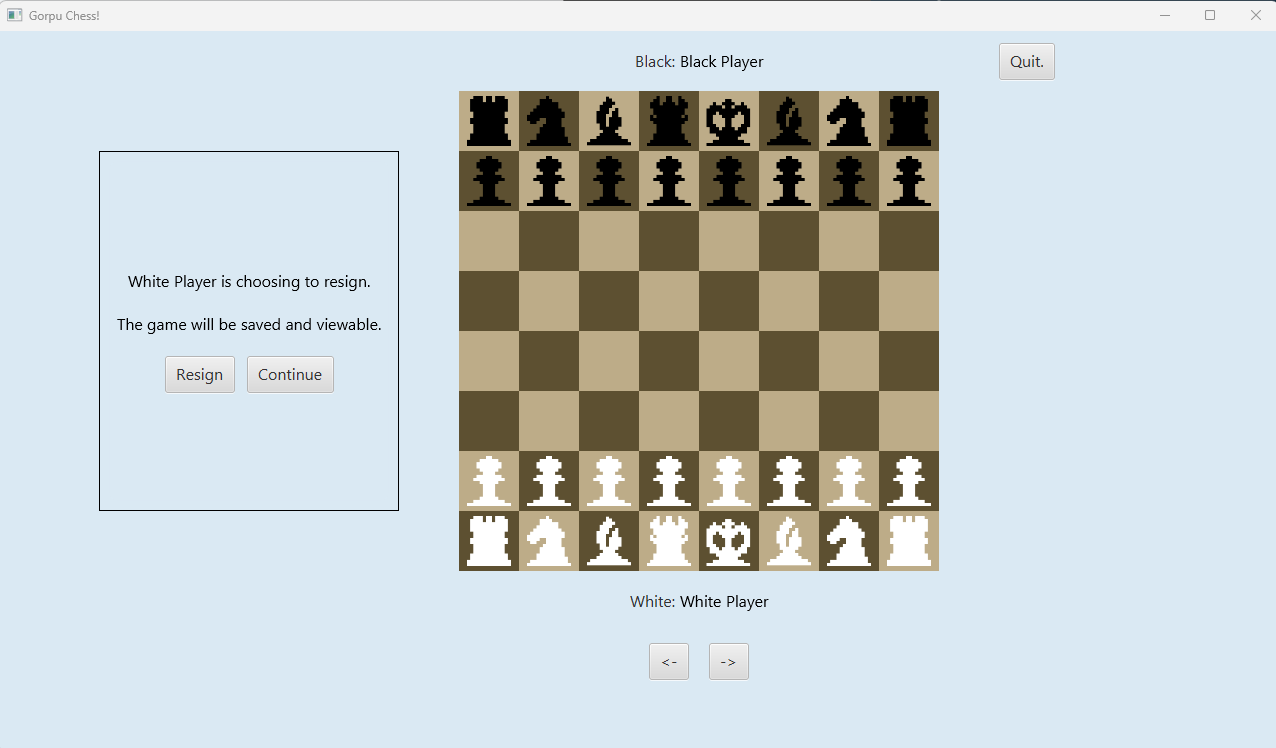 Gorpu Chess!
Black: Black Player
Quit.
White Player is choosing to resign.
The game will be saved and viewable.
Resign Continue
White: White Player
<- ->